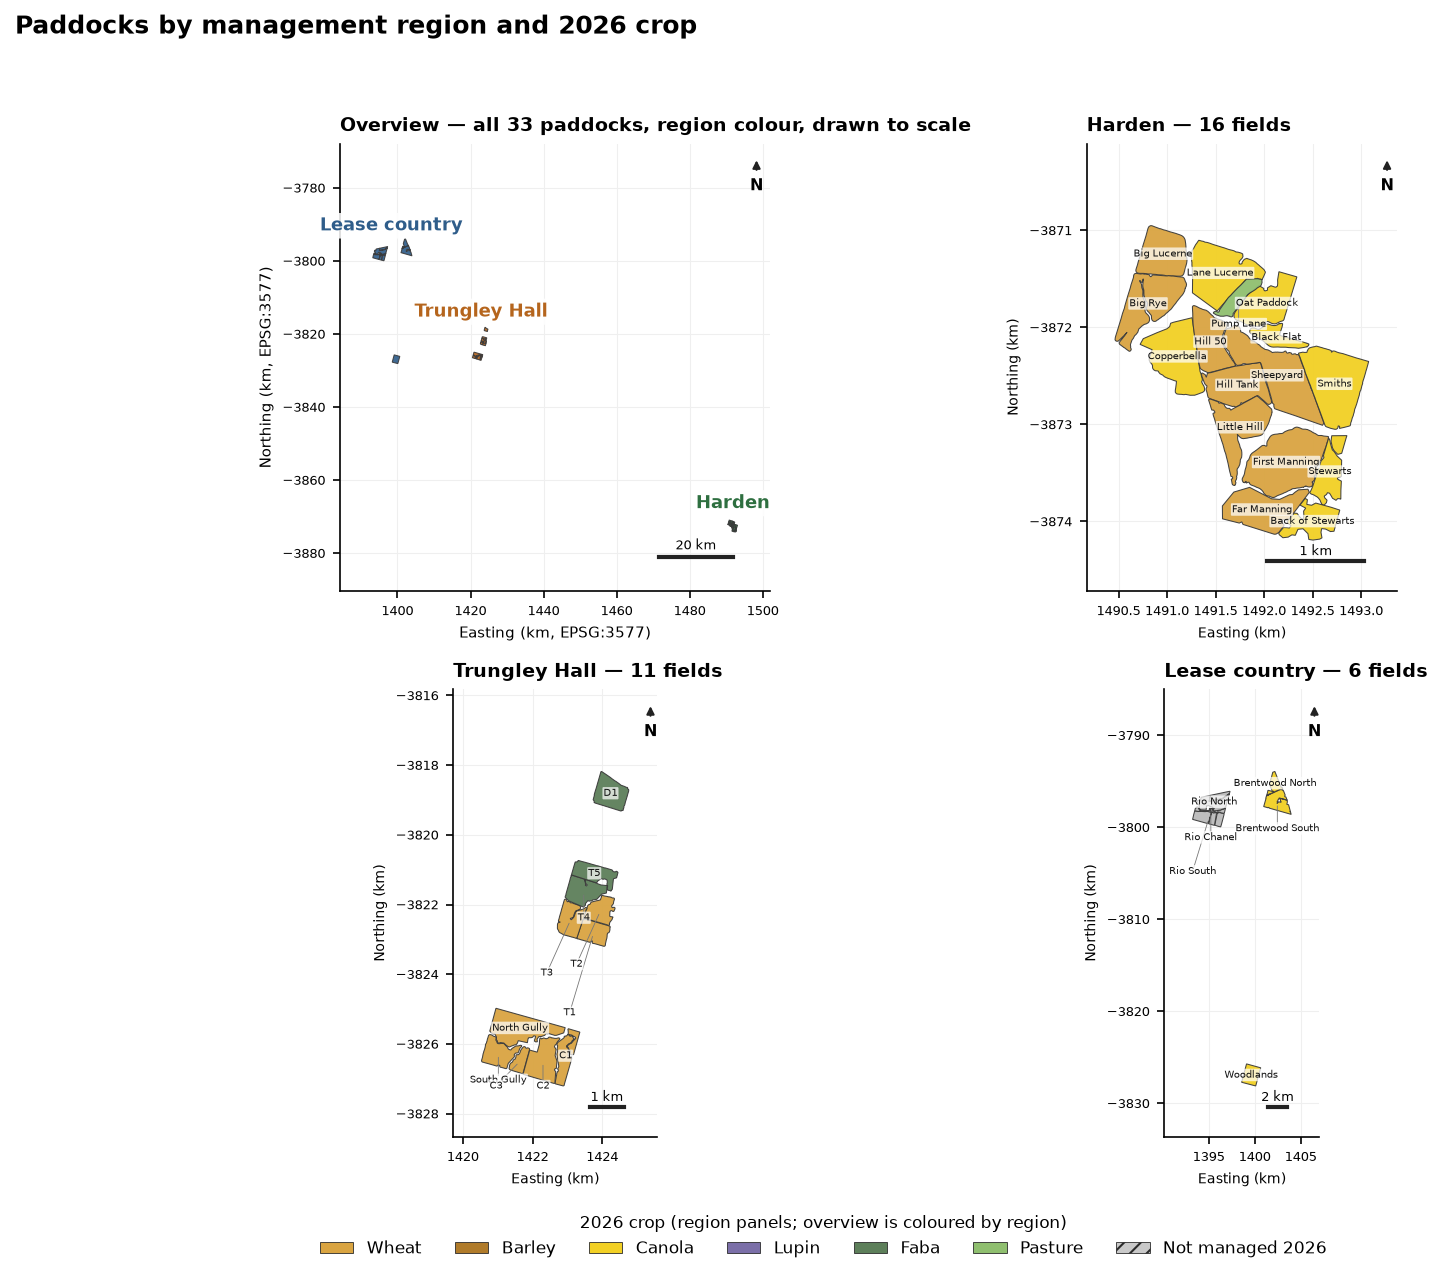 Paddocks by management region and 2026 crop
Overview — all 33 paddocks, region colour, drawn to scale
N
Lease country
Trungley Hall
Harden
20 km
−3780
−3800
−3820
−3840
−3860
−3880
Northing (km, EPSG:3577)
1400 1420 1440 1460 1480 1500
Easting (km, EPSG:3577)
Harden — 16 fields
N
Big Lucerne
Lane Lucerne
Big Rye
Oat Paddock
Pump Lane
Black Flat
Hill 50
Copperbella
Sheepyard
Hill Tank
Smiths
Little Hill
First Manning
Stewarts
Far Manning
Back of Stewarts
1 km
−3871
−3872
−3873
−3874
Northing (km)
1490.5 1491.0 1491.5 1492.0 1492.5 1493.0
Easting (km)
Trungley Hall — 11 fields
N
D1
T5
T4
T3
T2
T1
North Gully
C1
South Gully
C3
C2
1 km
−3816
−3818
−3820
−3822
−3824
−3826
−3828
Northing (km)
1420 1422 1424
Easting (km)
Lease country — 6 fields
N
Brentwood North
Rio North
Brentwood South
Rio Chanel
Rio South
Woodlands
2 km
−3790
−3800
−3810
−3820
−3830
Northing (km)
1395 1400 1405
Easting (km)
2026 crop (region panels; overview is coloured by region)
Wheat Barley Canola Lupin Faba Pasture Not managed 2026